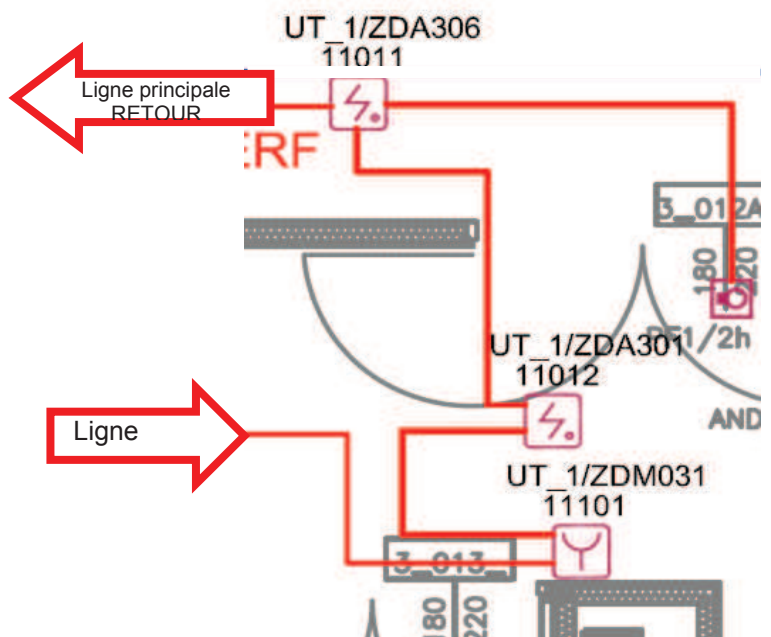 UT_1/ZDA306
11011
Ligne principale
RETOUR
ERF
3_012A
180
220
RF1/2h
UT_1/ZDA301
11012
AND
Ligne
UT_1/ZDM031
11101
3_013_
180
220